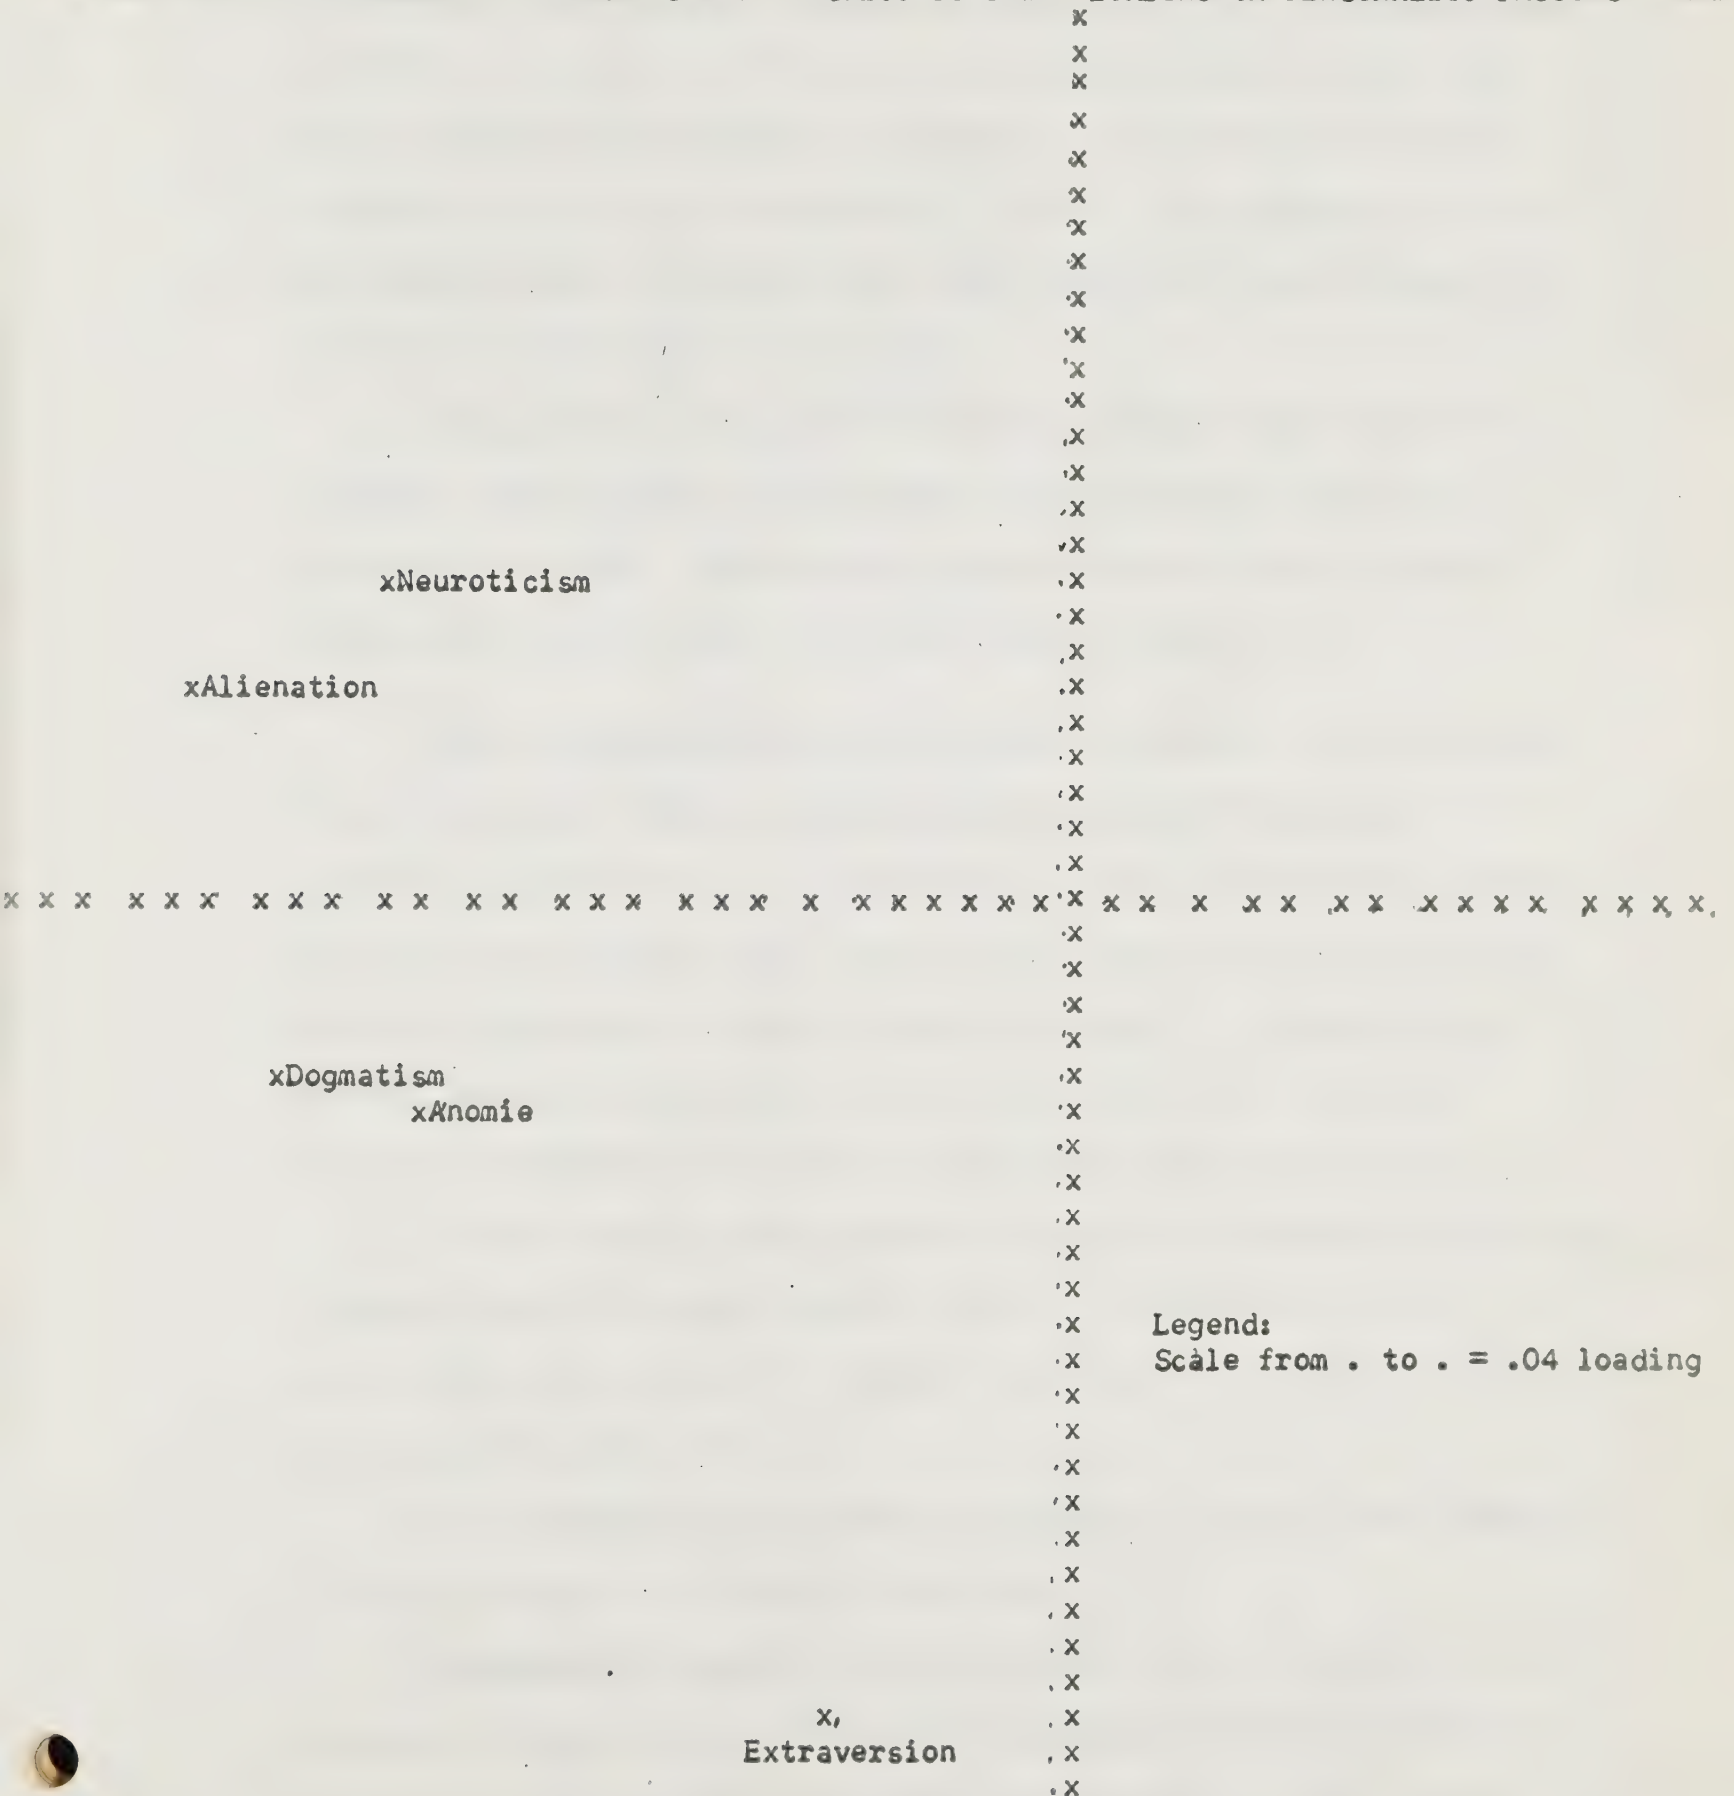 xNeuroticism
xAlienation
x x x x x x x x x x x x x x x x x x x x x x x x x x x x x x x x x x x x x x x x x x
xDogmatism
xAnomie
Legend:
Scale from . to . = .04 loading
x
Extraversion